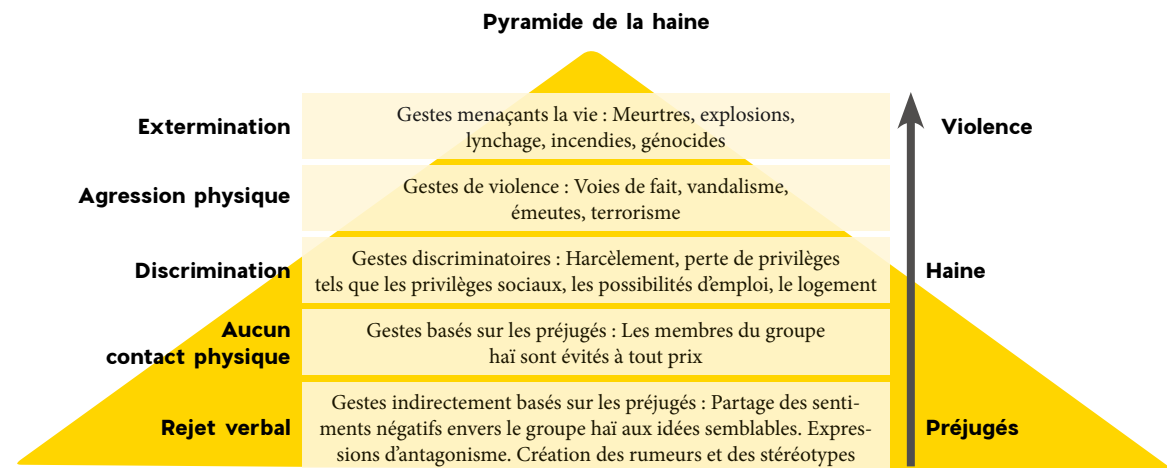 Pyramide de la haine
Extermination
Gestes menaçants la vie : Meurtres, explosions,
lynchage, incendies, génocides
Violence
Agression physique
Gestes de violence : Voies de fait, vandalisme,
émeutes, terrorisme
Discrimination
Gestes discriminatoires : Harcèlement, perte de privilèges
tels que les privilèges sociaux, les possibilités d'emploi, le logement
Haine
Aucun
contact physique
Gestes basés sur les préjugés : Les membres du groupe
haï sont évités à tout prix
Rejet verbal
Gestes indirectement basés sur les préjugés : Partage des senti-
ments négatifs envers le groupe haï aux idées semblables. Expres-
sions d'antagonisme. Création des rumeurs et des stéréotypes
Préjugés